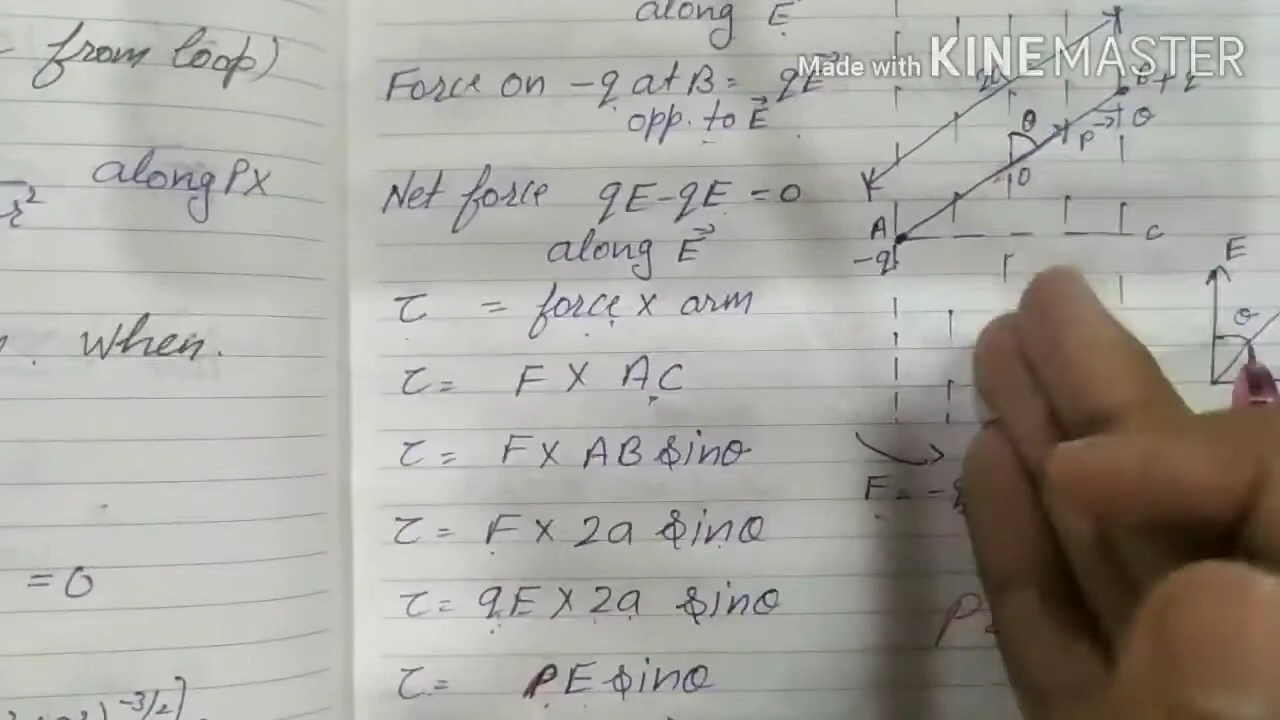 from loop)
along PX
when.
= 0
along E
Force on -q at B = qE
opp. to E⃗
Net force qE-qE = 0
along E⃗
τ = force x arm
τ = F X AC
τ = F X AB sinθ
τ = F X 2a sinθ
τ = qE X 2a sinθ
τ = PE sinθ
Made with KINEMASTER
+q
θ
θ
P
O
A
-q
C
E
θ
F = -q
P